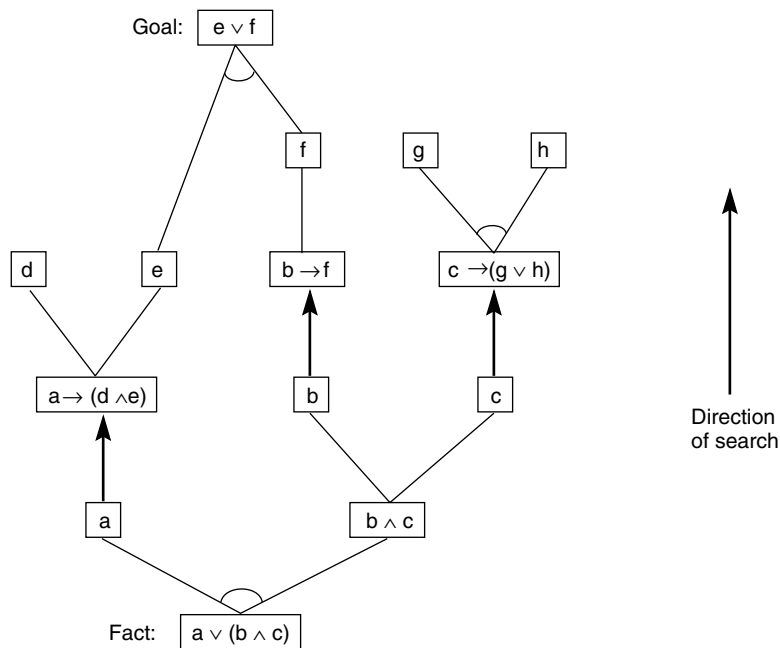 Goal: e ∨ f
f
g
h
d
e
b → f
c → (g ∨ h)
a → (d ∧ e)
b
c
Direction
of search
a
b ∧ c
Fact: a ∨ (b ∧ c)